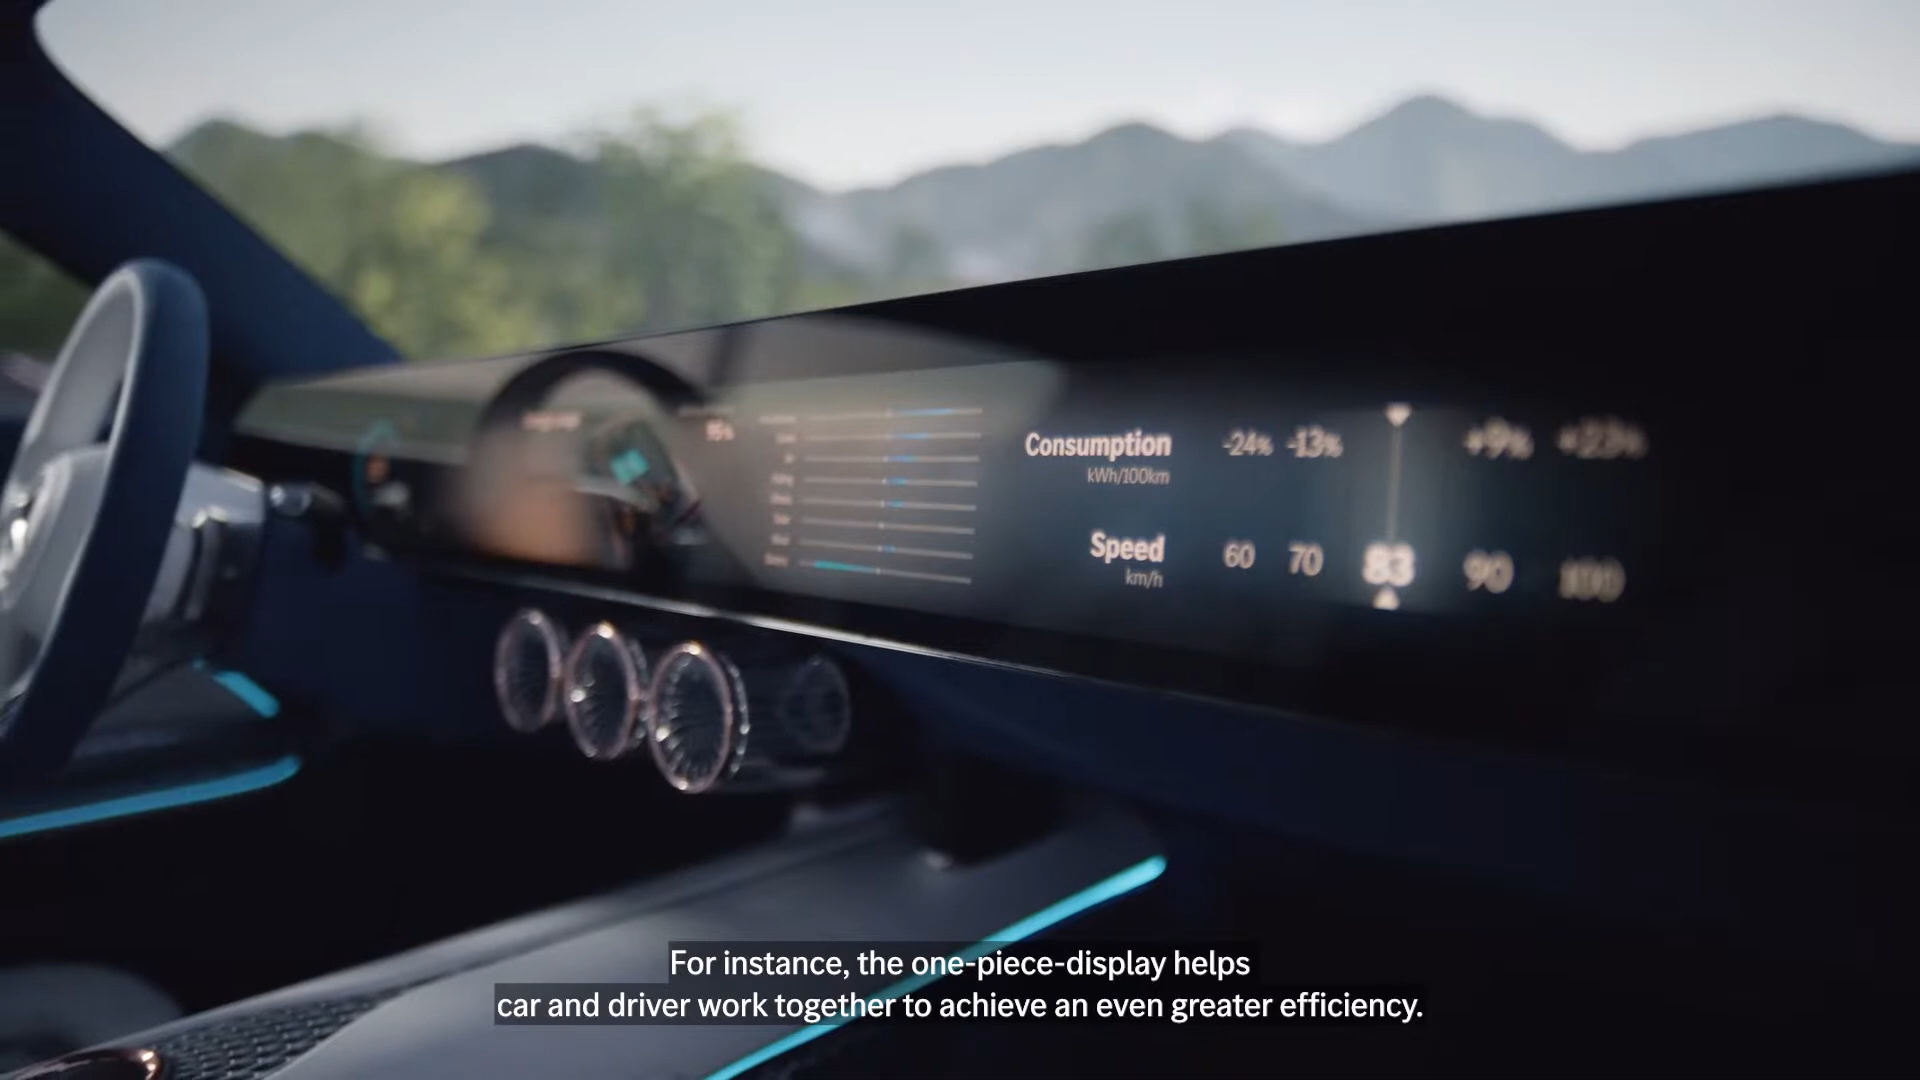 95%
Consumption -24% -13% +9% +23%
kWh/100km
Speed 60 70 83 90 100
km/h
For instance, the one-piece-display helps
car and driver work together to achieve an even greater efficiency.